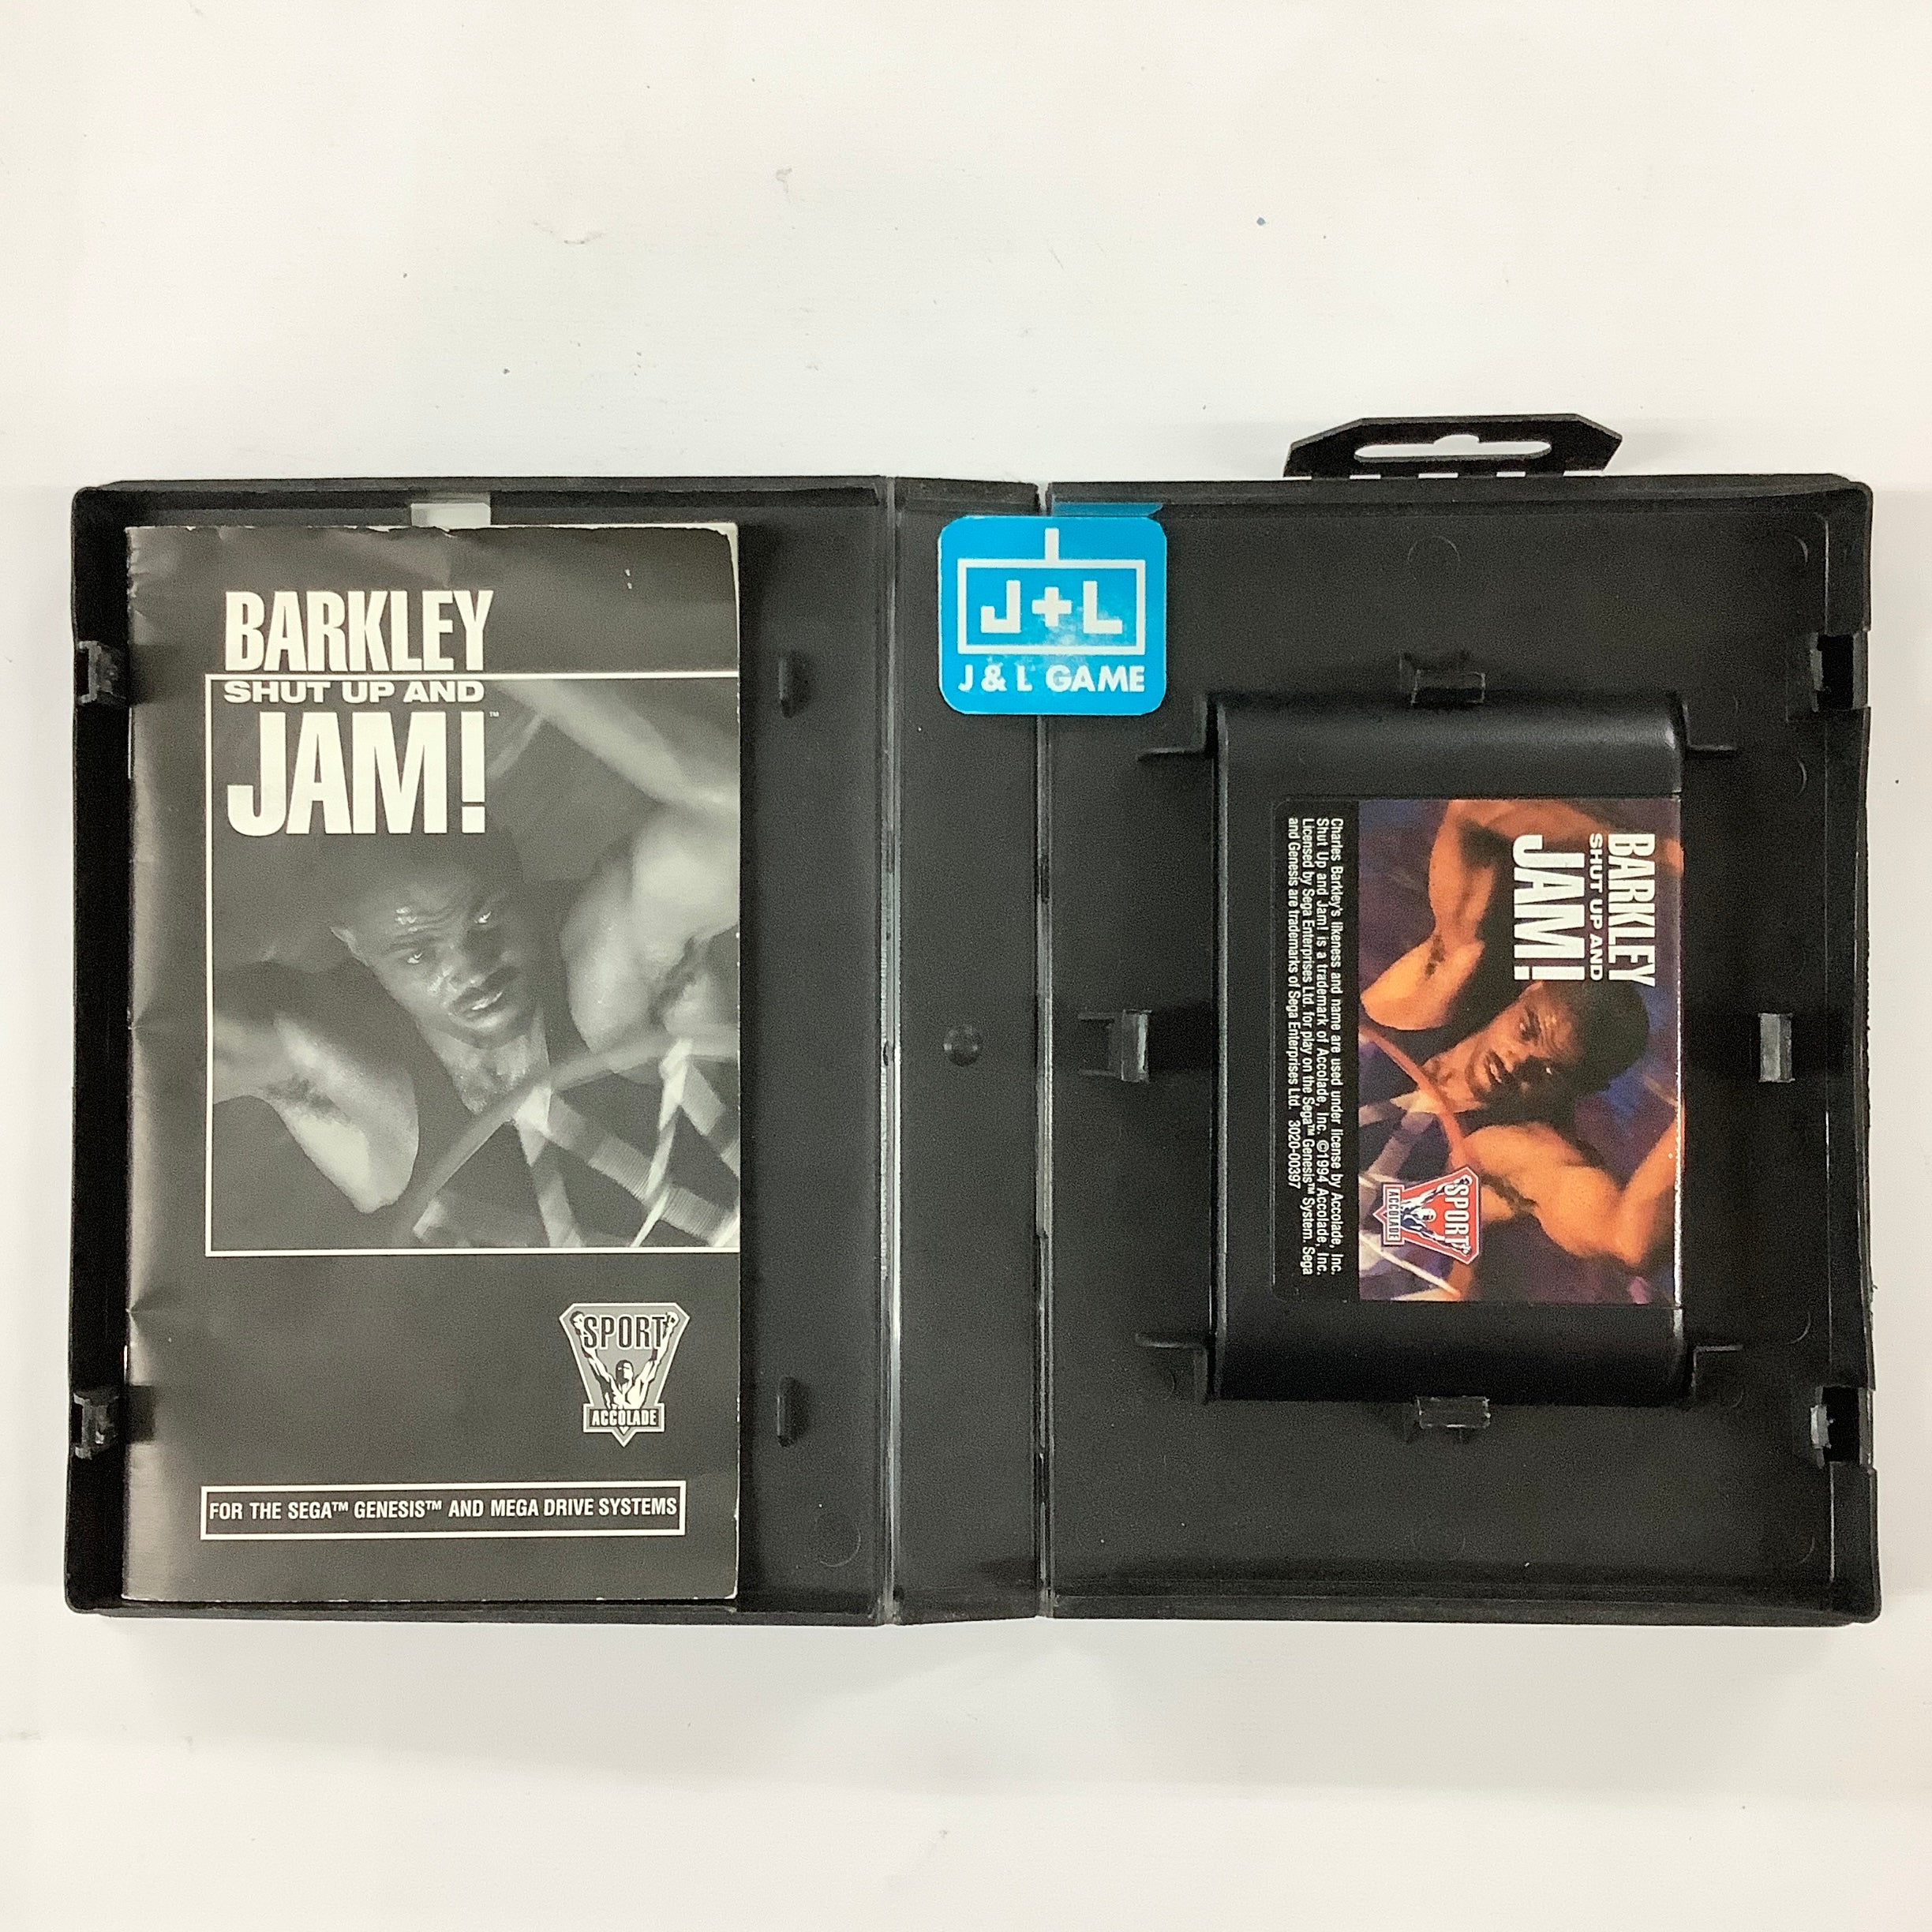 BARKLEY
SHUT UP AND
JAM!™
SPORT
ACCOLADE
FOR THE SEGA™ GENESIS™ AND MEGA DRIVE SYSTEMS
J+L
J & L GAME
BARKLEY
SHUT UP AND
JAM!
SPORT
ACCOLADE
Charles Barkley's likeness and name are used under license by Accolade, Inc.
Shut Up and Jam! is a trademark of Accolade, Inc. ©1994 Accolade, Inc.
Licensed by Sega Enterprises Ltd. for play on the Sega™ Genesis™ System. Sega
and Genesis are trademarks of Sega Enterprises Ltd. 3020-00397